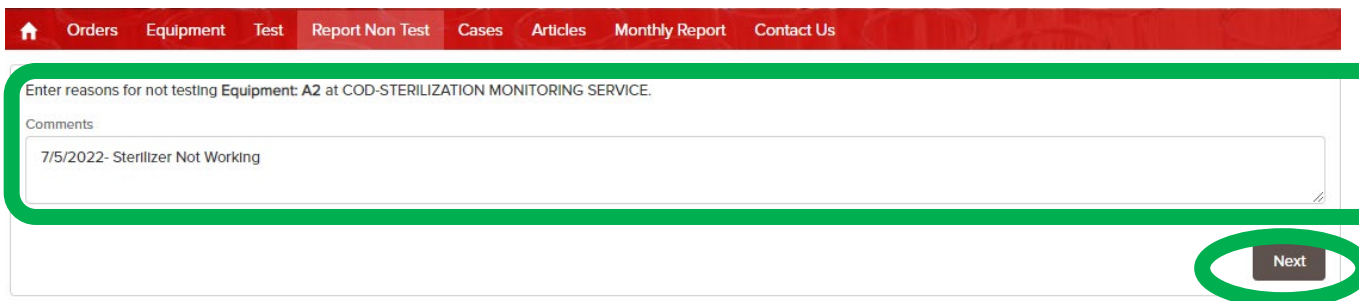 Orders Equipment Test Report Non Test Cases Articles Monthly Report Contact Us
Enter reasons for not testing Equipment: A2 at COD-STERILIZATION MONITORING SERVICE.
Comments
7/5/2022- Sterilizer Not Working
Next